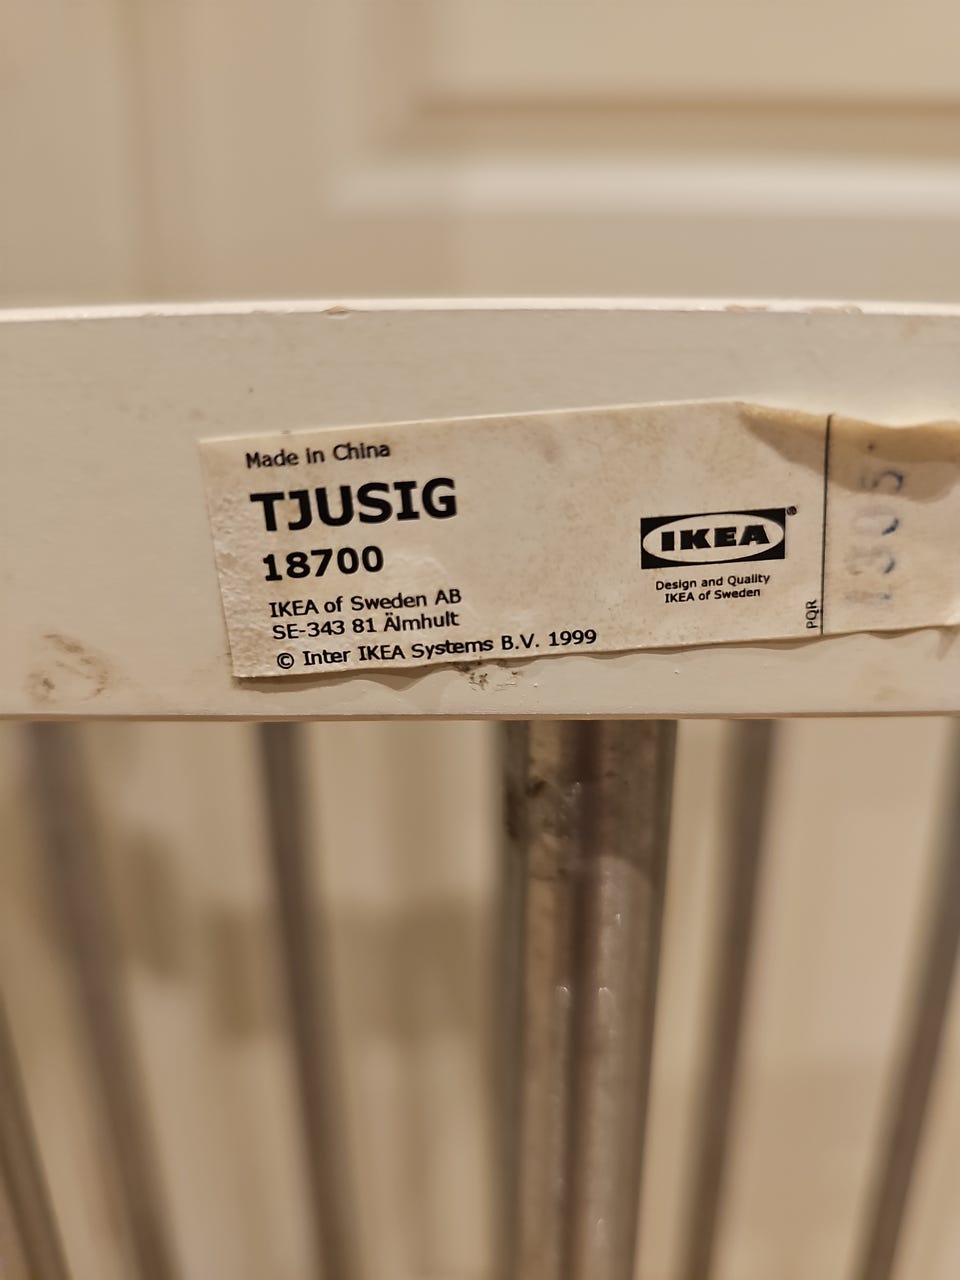 Made in China
TJUSIG
18700
IKEA of Sweden AB
SE-343 81 Älmhult
© Inter IKEA Systems B.V. 1999
IKEA®
Design and Quality
IKEA of Sweden
PQR